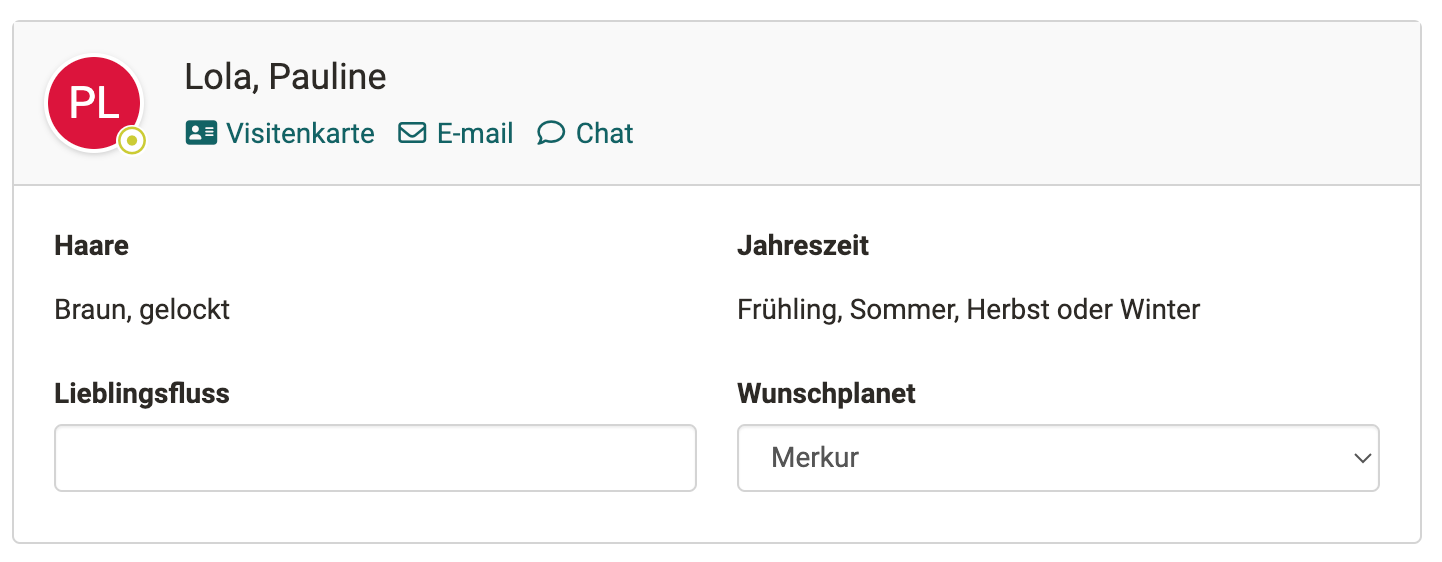 PL
Lola, Pauline
Visitenkarte E-mail Chat
Haare
Braun, gelockt
Jahreszeit
Frühling, Sommer, Herbst oder Winter
Lieblingsfluss
Wunschplanet
Merkur